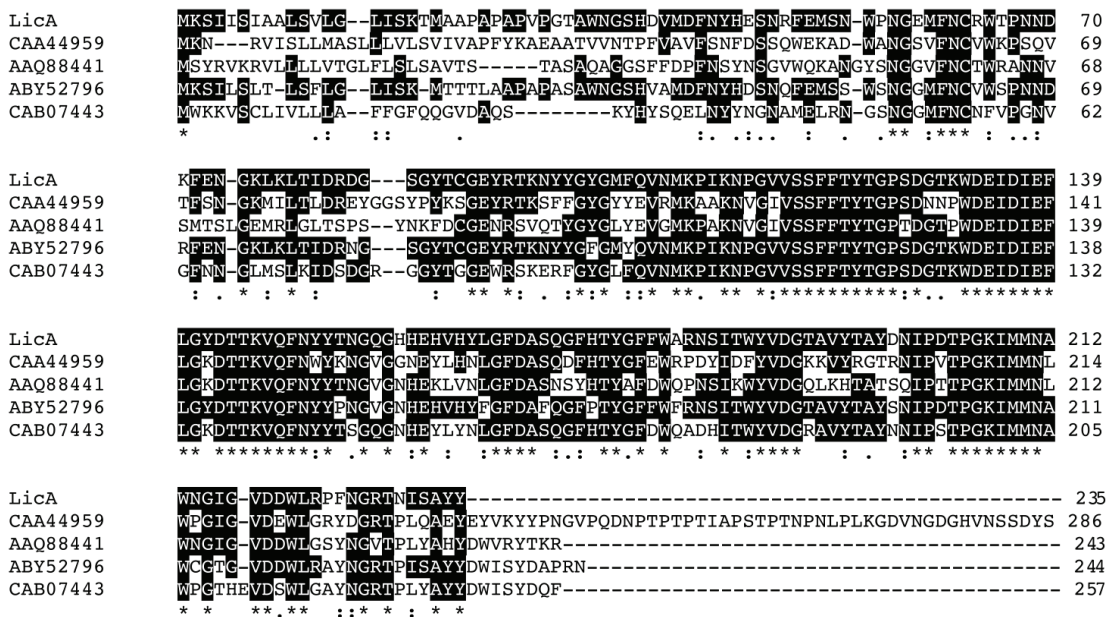 LicA MKSIISIAALSVLG--LISKTMAAPAPAPVPGTAWNGSHDVMDFNYHESNRFEMSN-WPNGEMFNCRWTPNND 70
CAA44959 MKN---RVISLLMASLLLVLSVIVAPFYKAEAATVVNTPFVAVFSNFDSSQWEKAD-WANGSVFNCVWKPSQV 69
AAQ88441 MSYRVKRVLLLLVTGLFLSLSAVTS-----TASAQAGGSFFDPFNSYNSGVWQKANGYSNGGVFNCTWRANNV 68
ABY52796 MKSILSLT-LSFLG--LISK-MTTTLAAPAPASAWNGSHVAMDFNYHDSNQFEMSS-WSNGGMFNCVWSPNND 69
CAB07443 MWKKVSCLIVLLLA--FFGFQQGVDAQS--------KYHYSQELNYYNGNAMELRN-GSNGGMFNCNFVPGNV 62
* .: :: . :. :.. : .** :*** : ..:
LicA KFEN-GKLKLTIDRDG---SGYTCGEYRTKNYYGYGMFQVNMKPIKNPGVVSSFFTYTGPSDGTKWDEIDIEF 139
CAA44959 TFSN-GKMILTLDREYGGSYPYKSGEYRTKSFFGYGYYEVRMKAAKNVGIVSSFFTYTGPSDNNPWDEIDIEF 141
AAQ88441 SMTSLGEMRLGLTSPS--YNKFDCGENRSVQTYGYGLYEVGMKPAKNVGIVSSFFTYTGPTDGTPWDEIDIEF 139
ABY52796 RFEN-GKLKLTIDRNG---SGYTCGEYRTKNYYGFGMYQVNMKPIKNPGVVSSFFTYTGPSDGTKWDEIDIEF 138
CAB07443 GFNN-GLMSLKIDSDGR--GGYTGGEWRSKERFGYGLFQVNMKPIKNPGVVSSFFTYTGPSDGTKWDEIDIEF 132
: . * : * : : ** *: . :*:* ::* **. ** *:**********:*.. *********
LicA LGYDTTKVQFNYYTNGQGHHEHVHYLGFDASQGFHTYGFFWARNSITWYVDGTAVYTAYDNIPDTPGKIMMNA 212
CAA44959 LGKDTTKVQFNWYKNGVGGNEYLHNLGFDASQDFHTYGFEWRPDYIDFYVDGKKVYRGTRNIPVTPGKIMMNL 214
AAQ88441 LGKDTTKVQFNYYTNGVGNHEKLVNLGFDASNSYHTYAFDWQPNSIKWYVDGQLKHTATSQIPTTPGKIMMNL 212
ABY52796 LGYDTTKVQFNYYPNGVGNHEHVHYFGFDAFQGFPTYGFFWFRNSITWYVDGTAVYTAYSNIPDTPGKIMMNA 211
CAB07443 LGKDTTKVQFNYYTSGQGNHEYLYNLGFDASQGFHTYGFDWQADHITWYVDGRAVYTAYNNIPSTPGKIMMNA 205
** ********:* .* * :* : :**** :.: **.* * : * :**** : . :** *********
LicA WNGIG-VDDWLRPFNGRTNISAYY-------------------------------------------------- 235
CAA44959 WPGIG-VDEWLGRYDGRTPLQAEYEYVKYYPNGVPQDNPTPTPTIAPSTPTNPNLPLKGDVNGDGHVNSSDYS 286
AAQ88441 WNGIG-VDDWLGSYNGVTPLYAHYDWVRYTKR------------------------------------------ 243
ABY52796 WCGTG-VDDWLRAYNGRTPISAYYDWISYDAPRN---------------------------------------- 244
CAB07443 WPGTHEVDSWLGAYNGRTPLYAYYDWISYDQF------------------------------------------ 257
* * **.** ::* * : * *